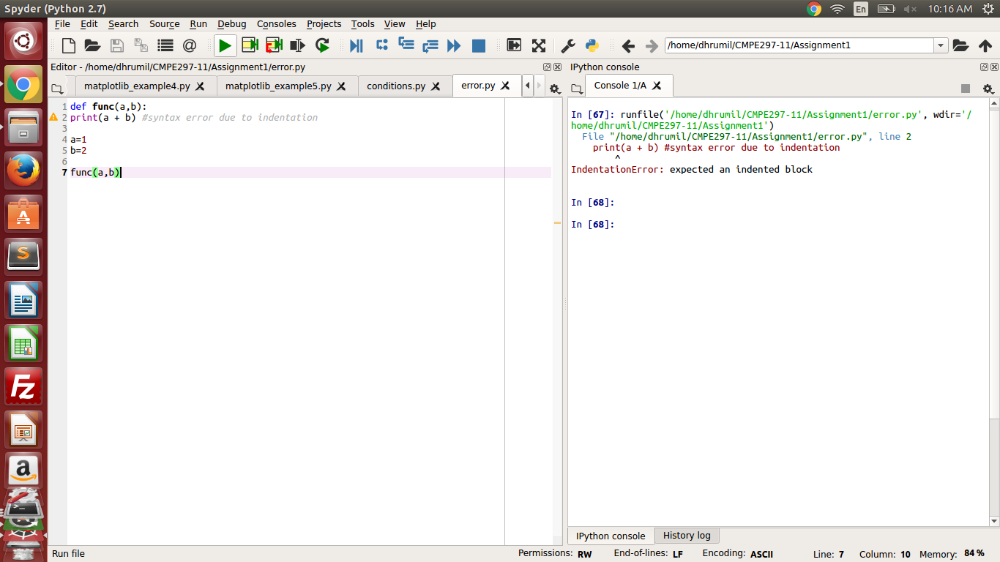 Spyder (Python 2.7)
En
10:16 AM
File Edit Search Source Run Debug Consoles Projects Tools View Help
@
/home/dhrumil/CMPE297-11/Assignment1
Editor - /home/dhrumil/CMPE297-11/Assignment1/error.py
matplotlib_example4.py matplotlib_example5.py conditions.py error.py
1 def func(a,b):
2 print(a + b) #syntax error due to indentation
3
4 a=1
5 b=2
6
7 func(a,b)
IPython console
Console 1/A
In [67]: runfile('/home/dhrumil/CMPE297-11/Assignment1/error.py', wdir='/
home/dhrumil/CMPE297-11/Assignment1')
File "/home/dhrumil/CMPE297-11/Assignment1/error.py", line 2
print(a + b) #syntax error due to indentation
^
IndentationError: expected an indented block
In [68]:
In [68]:
IPython console History log
Run file
Permissions: RW End-of-lines: LF Encoding: ASCII Line: 7 Column: 10 Memory: 84 %
A
S
Fz
a